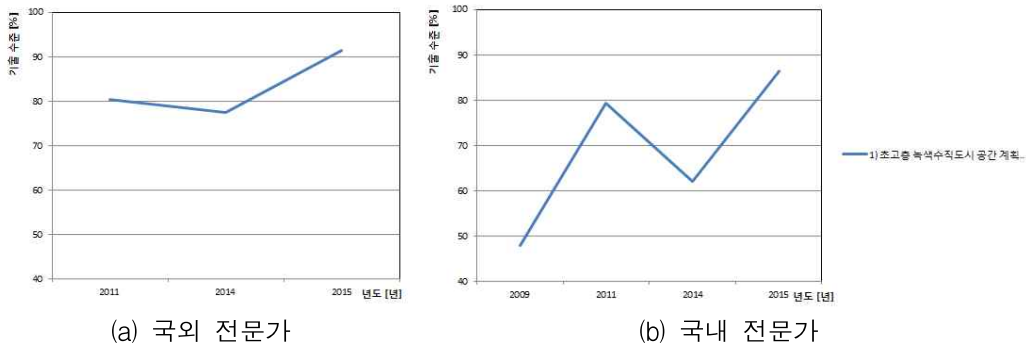 기술 수준 [%]
100
90
80
70
60
50
40
2011 2014 2015 년도 [년]
(a) 국외 전문가
기술 수준 [%]
100
90
80
70
60
50
40
2009 2011 2014 2015 년도 [년]
1) 초고층 녹색수직도시 공간 계획..
(b) 국내 전문가